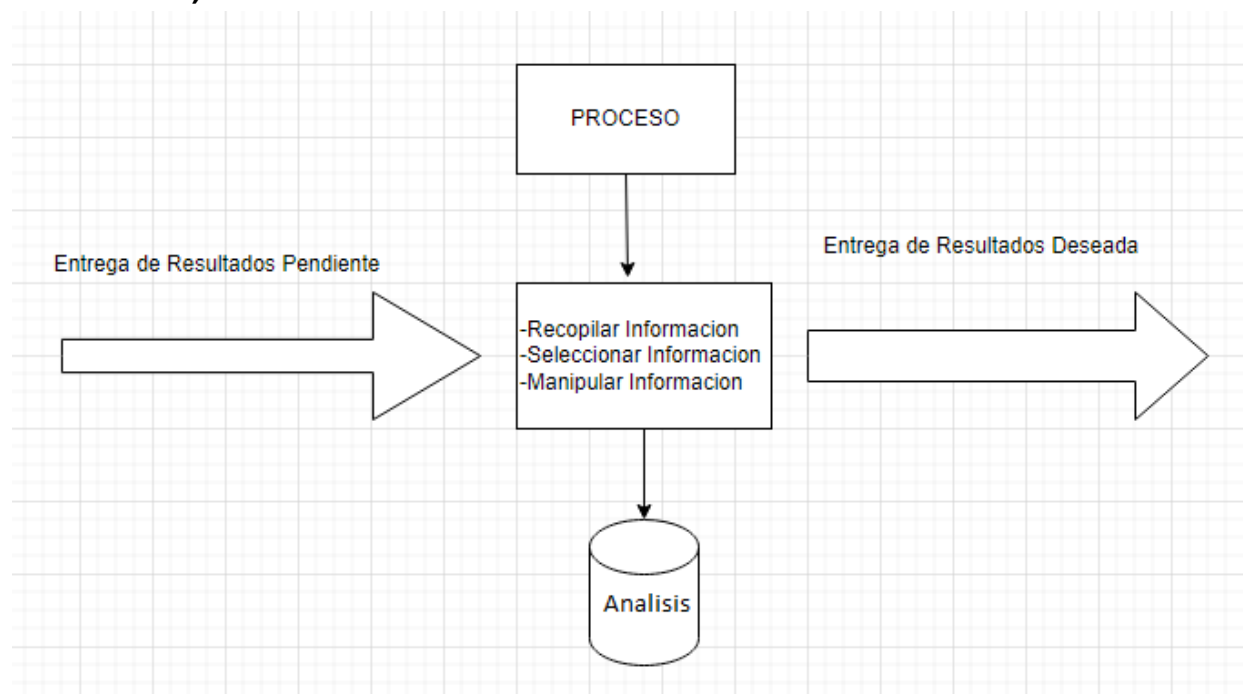 PROCESO
Entrega de Resultados Pendiente
Entrega de Resultados Deseada
-Recopilar Informacion
-Seleccionar Informacion
-Manipular Informacion
Analisis